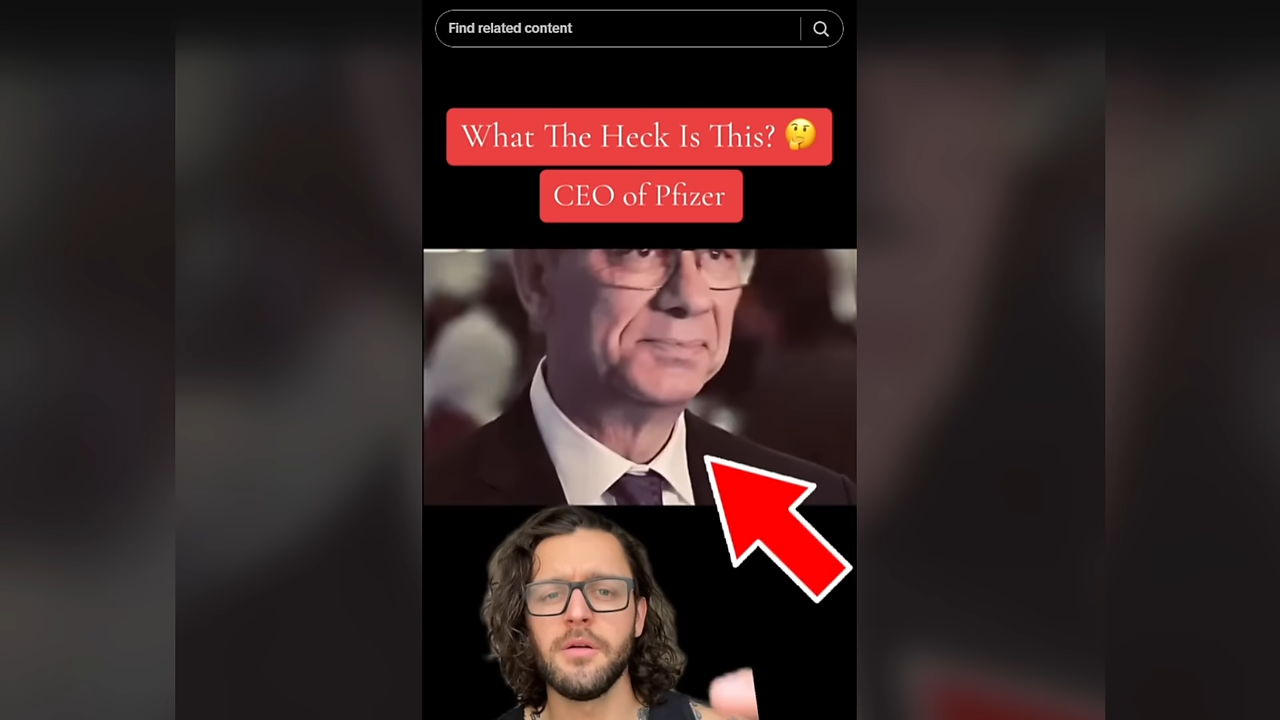 Find related content
What The Heck Is This? 🤔
CEO of Pfizer